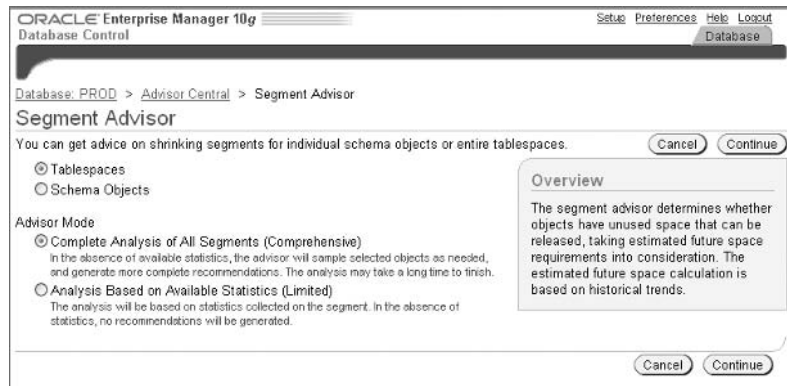 ORACLE Enterprise Manager 10g
Database Control
Setup Preferences Help Logout
Database
Database: PROD > Advisor Central > Segment Advisor
Segment Advisor
You can get advice on shrinking segments for individual schema objects or entire tablespaces.
Cancel Continue
Tablespaces
Schema Objects
Advisor Mode
Complete Analysis of All Segments (Comprehensive)
In the absence of available statistics, the advisor will sample selected objects as needed,
and generate more complete recommendations. The analysis may take a long time to finish.
Analysis Based on Available Statistics (Limited)
The analysis will be based on statistics collected on the segment. In the absence of
statistics, no recommendations will be generated.
Overview
The segment advisor determines whether
objects have unused space that can be
released, taking estimated future space
requirements into consideration. The
estimated future space calculation is
based on historical trends.
Cancel Continue